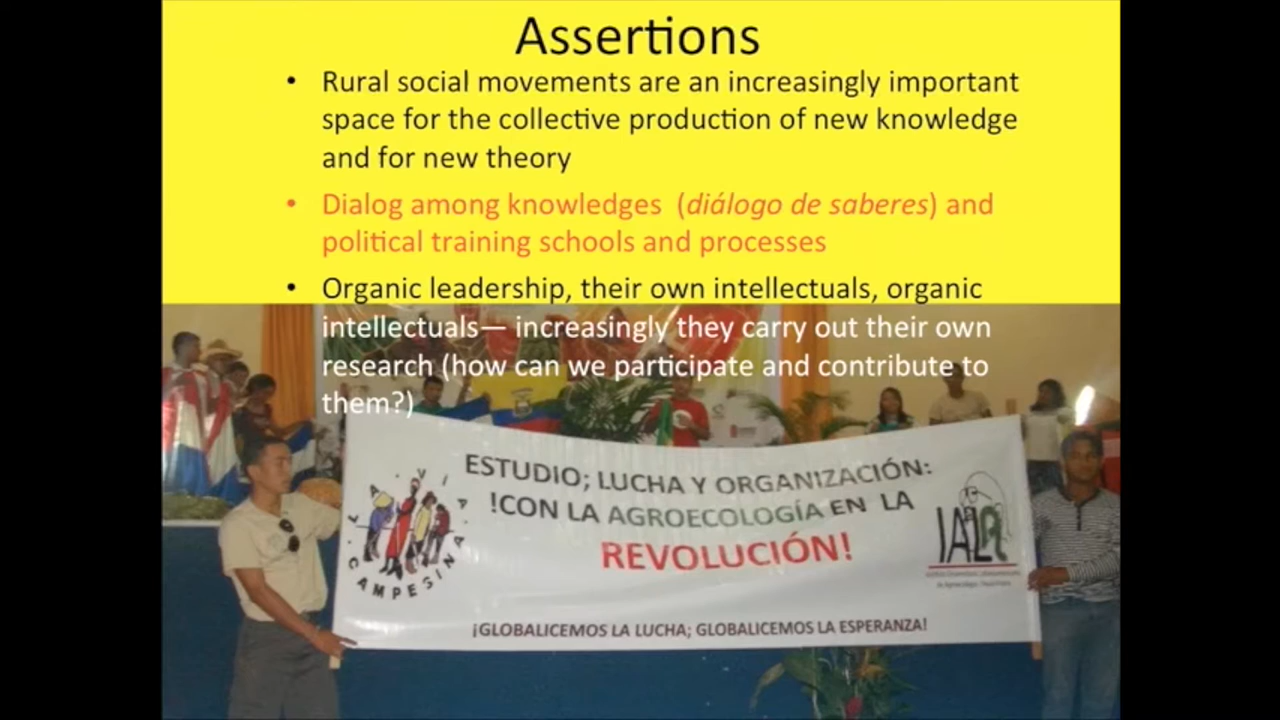 Assertions
• Rural social movements are an increasingly important
space for the collective production of new knowledge
and for new theory
• Dialog among knowledges (diálogo de saberes) and
political training schools and processes
• Organic leadership, their own intellectuals, organic
intellectuals— increasingly they carry out their own
research (how can we participate and contribute to
them?)
LA VIA CAMPESINA
ESTUDIO; LUCHA Y ORGANIZACIÓN:
!CON LA AGROECOLOGÍA EN LA
REVOLUCIÓN!
IALA
¡GLOBALICEMOS LA LUCHA; GLOBALICEMOS LA ESPERANZA!